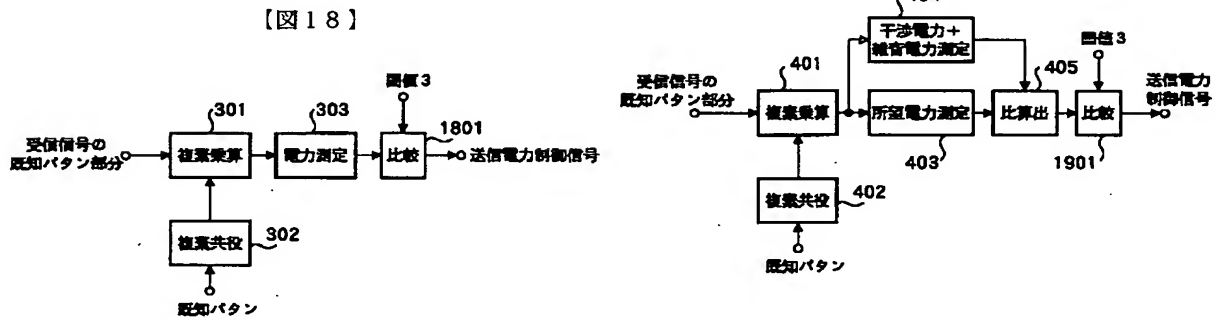 【図18】
閾値3
301
303
1801
受信信号の
既知パタン部分
複素乗算
電力測定
比較
送信電力制御信号
複素共役
302
既知パタン
干渉電力+
雑音電力測定
閾値3
401
405
送信電力
制御信号
受信信号の
既知パタン部分
複素乗算
所望電力測定
比算出
比較
403
1901
複素共役
402
既知パタン